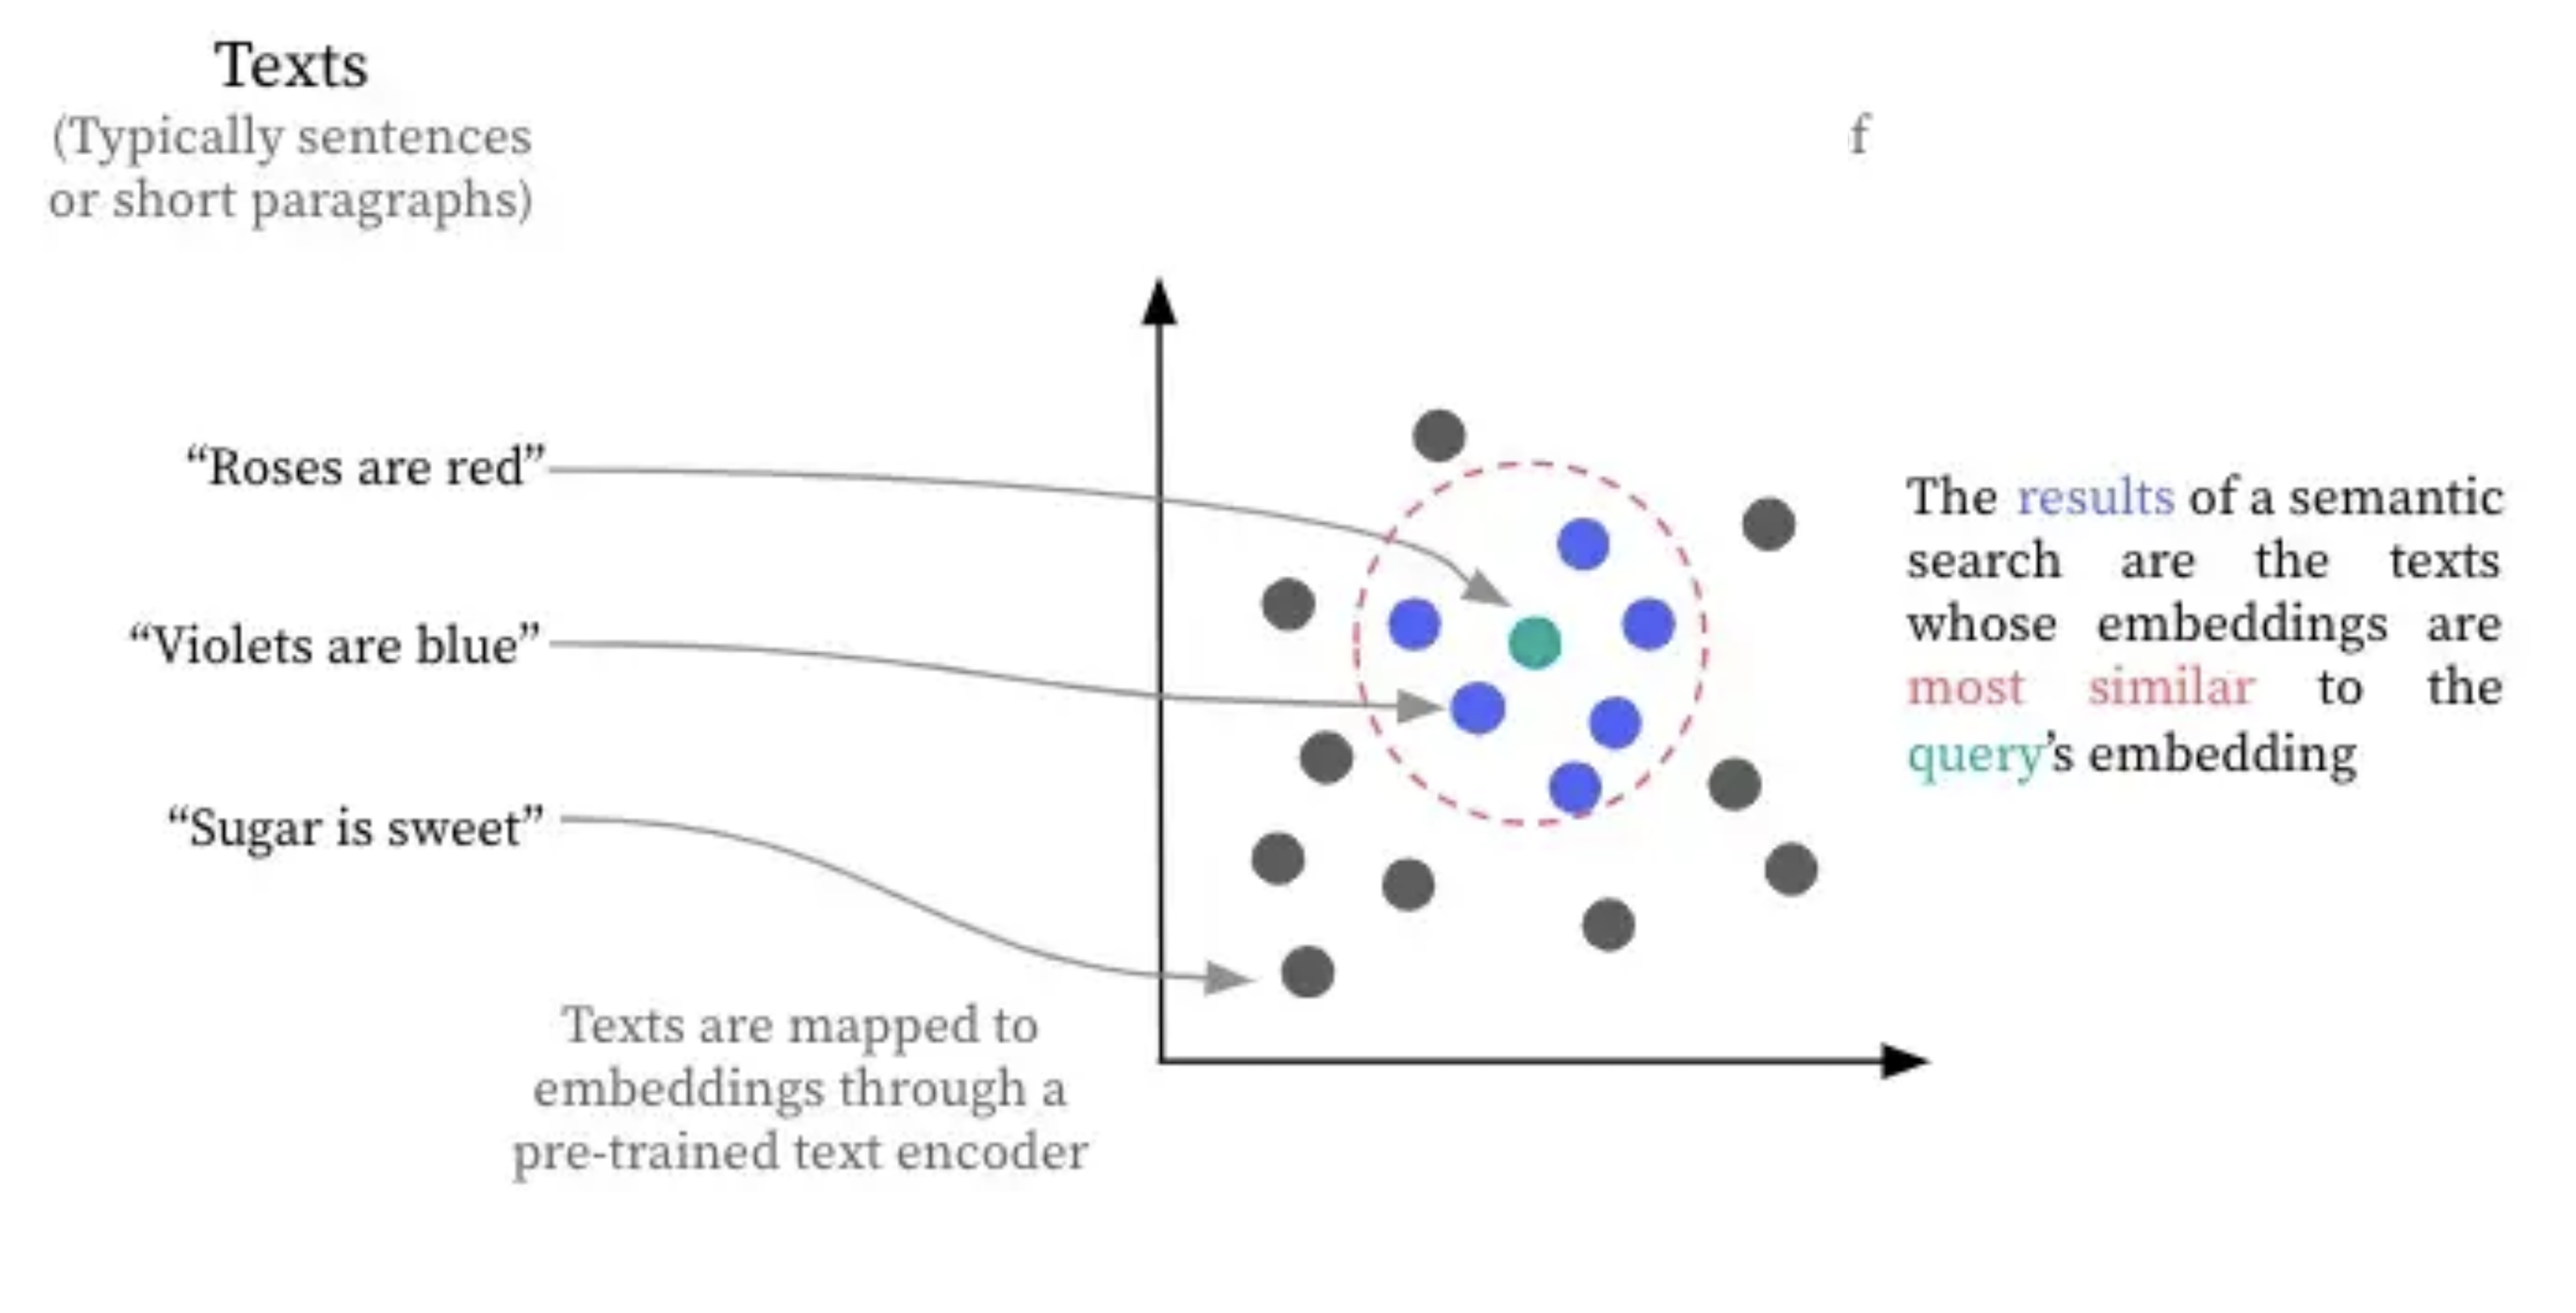 Texts
(Typically sentences
or short paragraphs)
f
“Roses are red”
“Violets are blue”
“Sugar is sweet”
Texts are mapped to
embeddings through a
pre-trained text encoder
The results of a semantic
search are the texts
whose embeddings are
most similar to the
query’s embedding